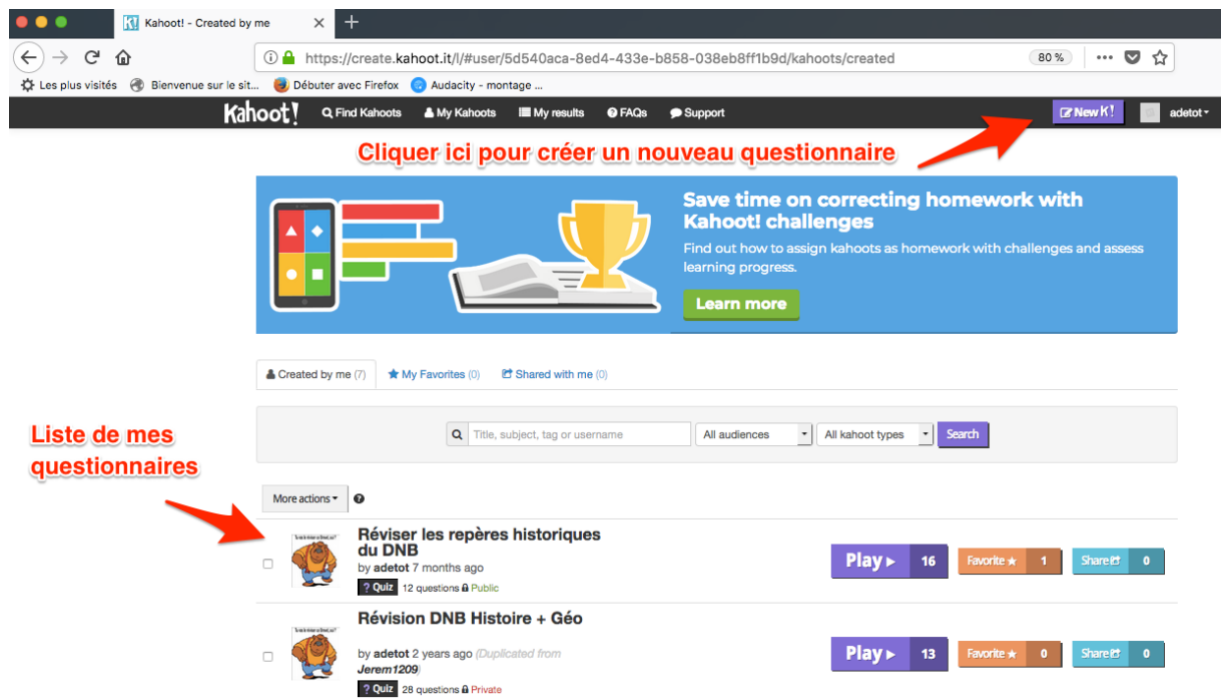 Kahoot! - Created by me
https://create.kahoot.it/l/#user/5d540aca-8ed4-433e-b858-038eb8ff1b9d/kahoots/created
80 %
Les plus visités Bienvenue sur le sit... Débuter avec Firefox Audacity - montage ...
Kahoot! Find Kahoots My Kahoots My results FAQs Support New K! adetot
Cliquer ici pour créer un nouveau questionnaire
Save time on correcting homework with
Kahoot! challenges
Find out how to assign kahoots as homework with challenges and assess
learning progress.
Learn more
Created by me (7) My Favorites (0) Shared with me (0)
Liste de mes
questionnaires
Title, subject, tag or username All audiences All kahoot types Search
More actions
Réviser les repères historiques
du DNB
by adetot 7 months ago
? Quiz 12 questions Public
Play 16 Favorite 1 Share 0
Révision DNB Histoire + Géo
by adetot 2 years ago (Duplicated from
Jerem1209)
? Quiz 28 questions Private
Play 13 Favorite 0 Share 0